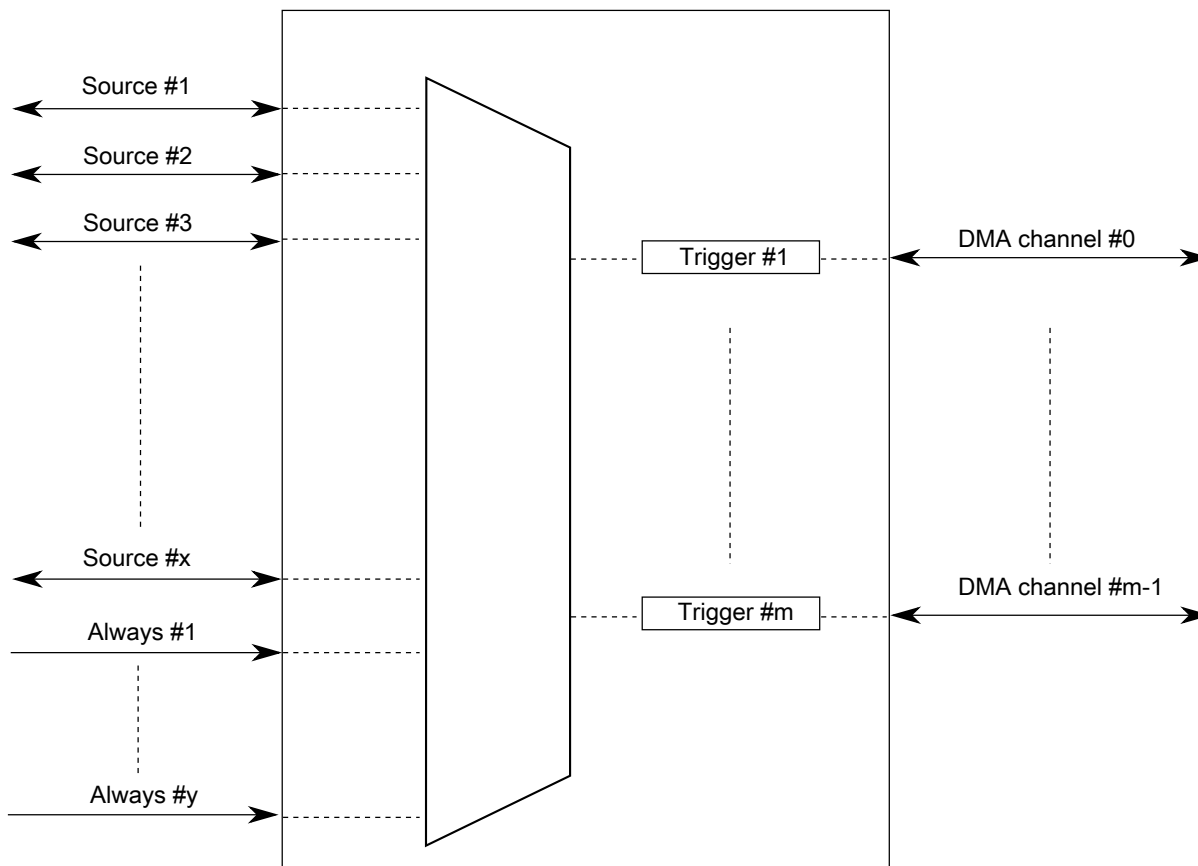 Source #1
Source #2
Source #3
Source #x
Always #1
Always #y
Trigger #1
Trigger #m
DMA channel #0
DMA channel #m-1